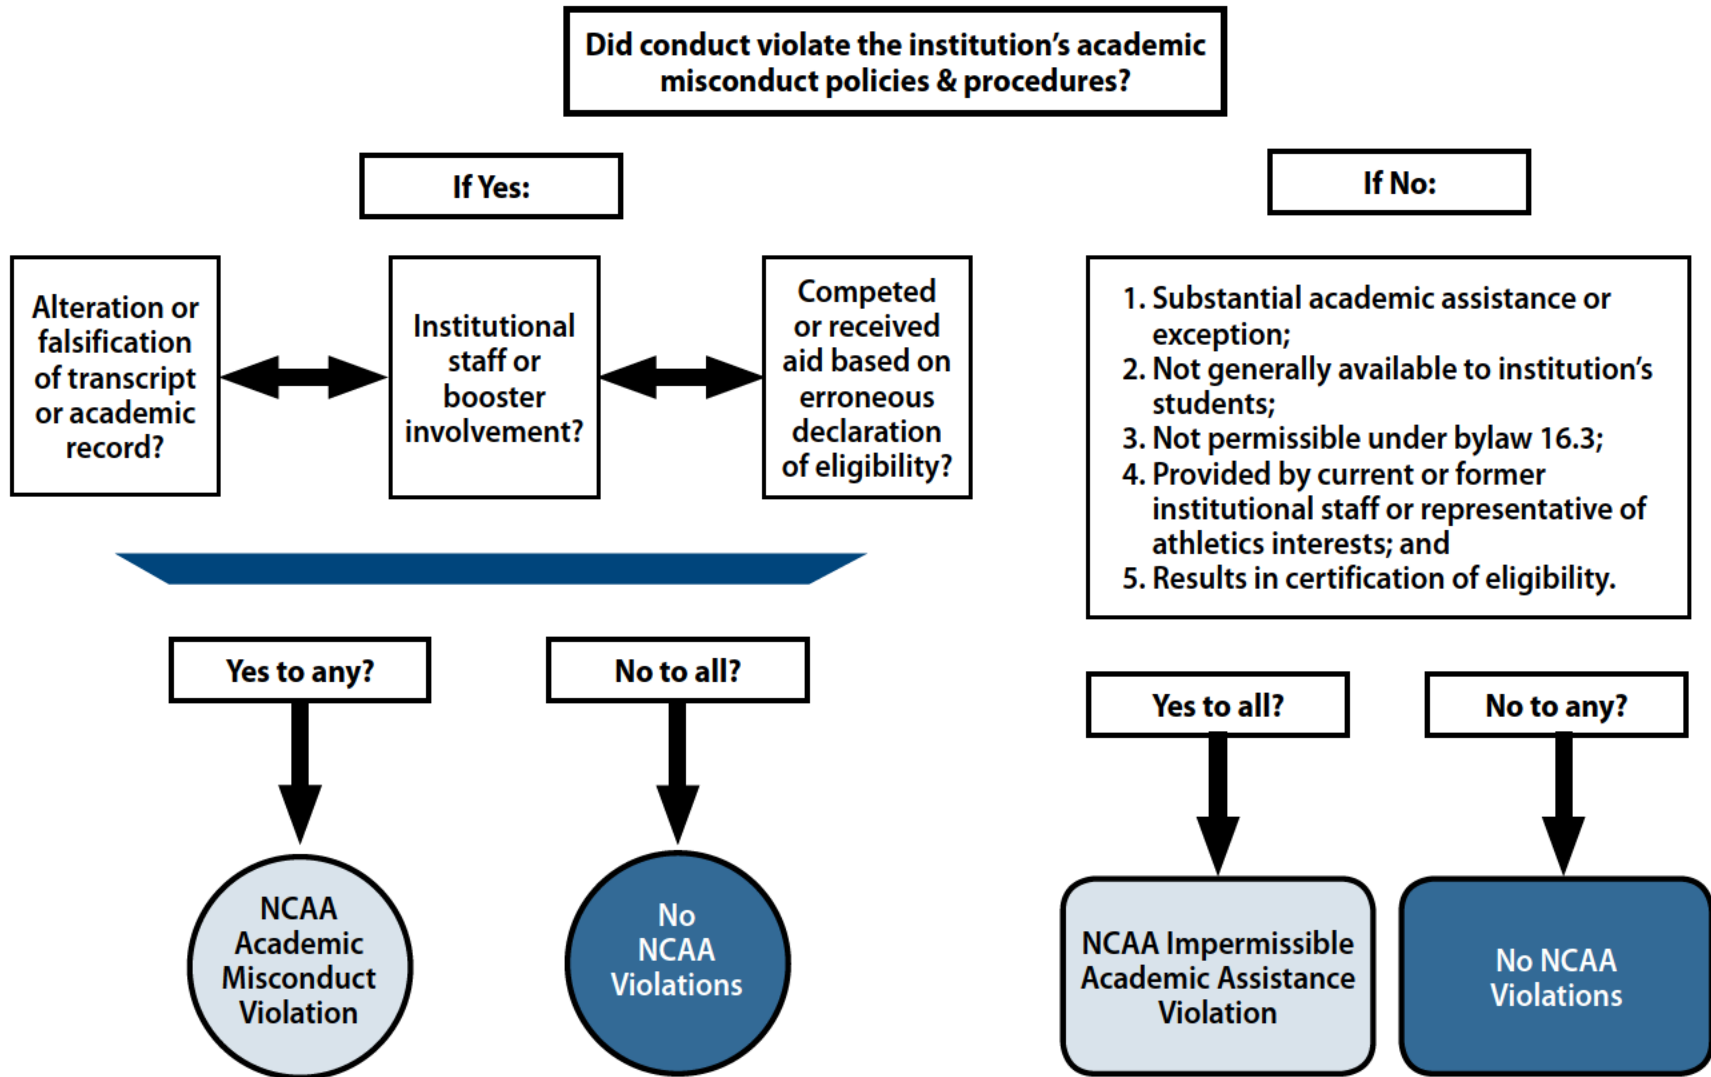 Did conduct violate the institution’s academic
misconduct policies & procedures?
If Yes:
If No:
Alteration or
falsification
of transcript
or academic
record?
Institutional
staff or
booster
involvement?
Competed
or received
aid based on
erroneous
declaration
of eligibility?
1. Substantial academic assistance or
exception;
2. Not generally available to institution’s
students;
3. Not permissible under bylaw 16.3;
4. Provided by current or former
institutional staff or representative of
athletics interests; and
5. Results in certification of eligibility.
Yes to any?
No to all?
Yes to all?
No to any?
NCAA
Academic
Misconduct
Violation
No
NCAA
Violations
NCAA Impermissible
Academic Assistance
Violation
No NCAA
Violations